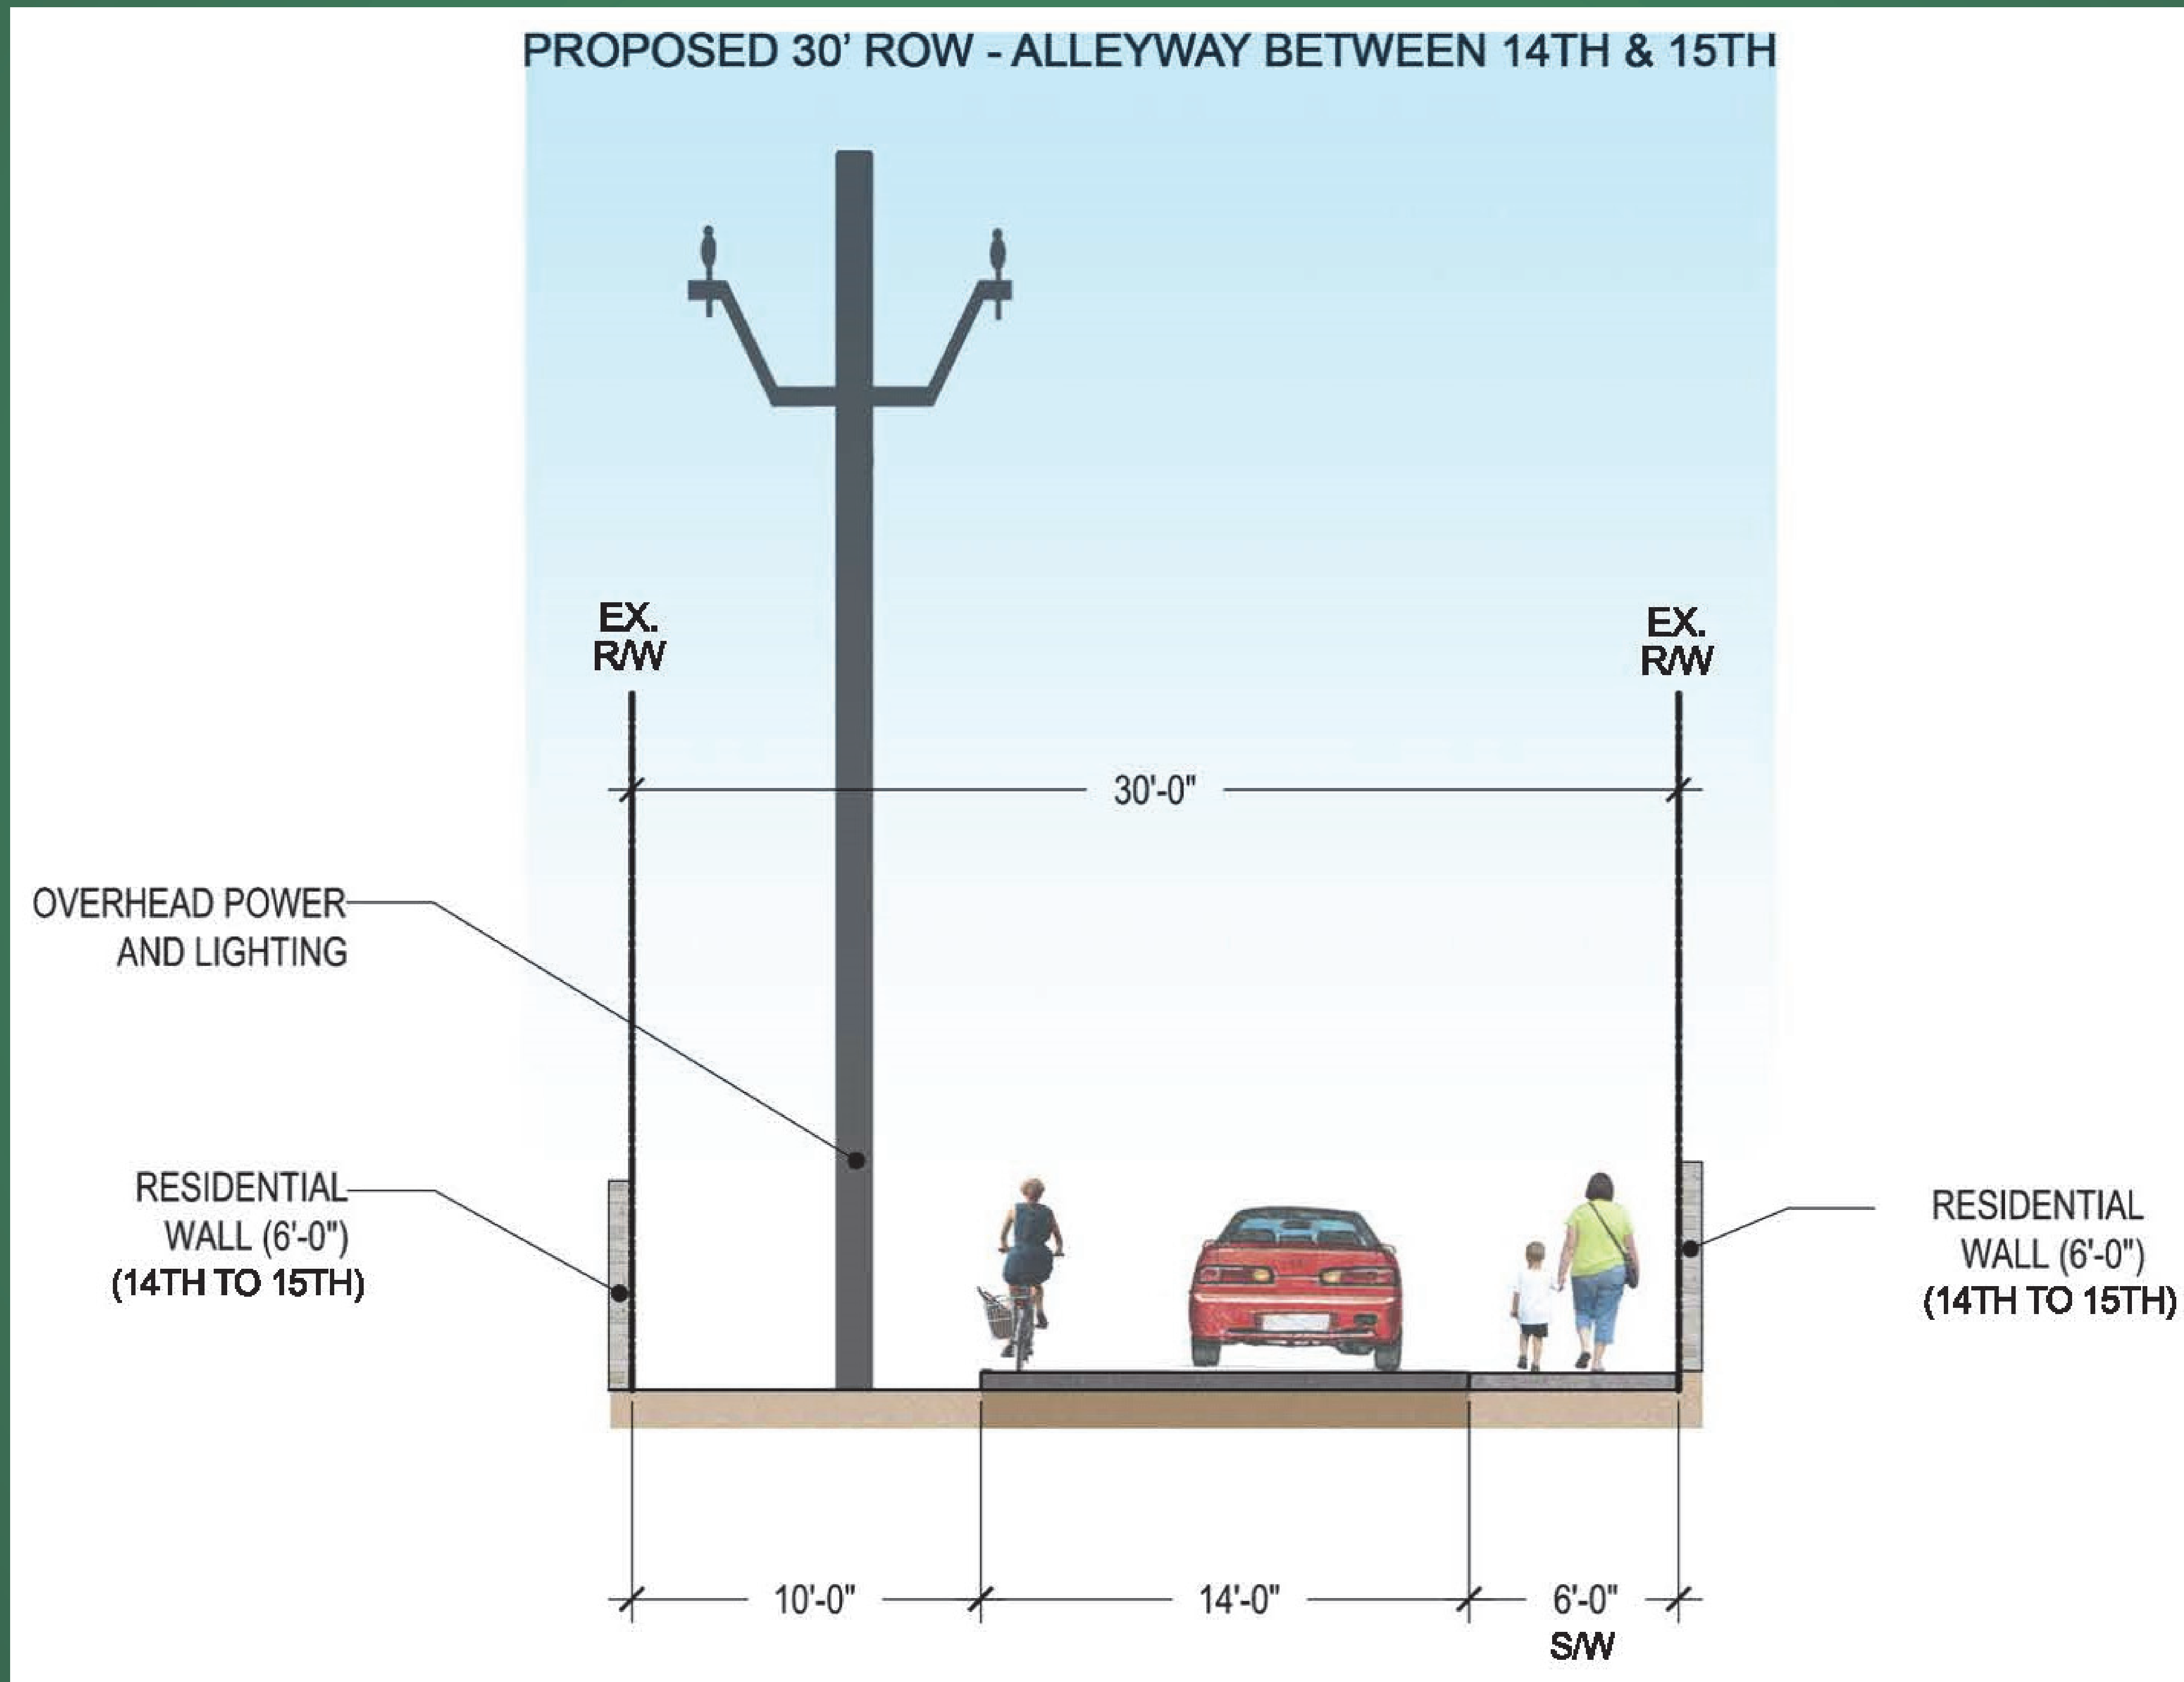 PROPOSED 30’ ROW - ALLEYWAY BETWEEN 14TH & 15TH
EX.
R/W
EX.
R/W
30'-0"
OVERHEAD POWER
AND LIGHTING
RESIDENTIAL
WALL (6'-0")
(14TH TO 15TH)
RESIDENTIAL
WALL (6'-0")
(14TH TO 15TH)
10'-0"
14'-0"
6'-0"
S/W